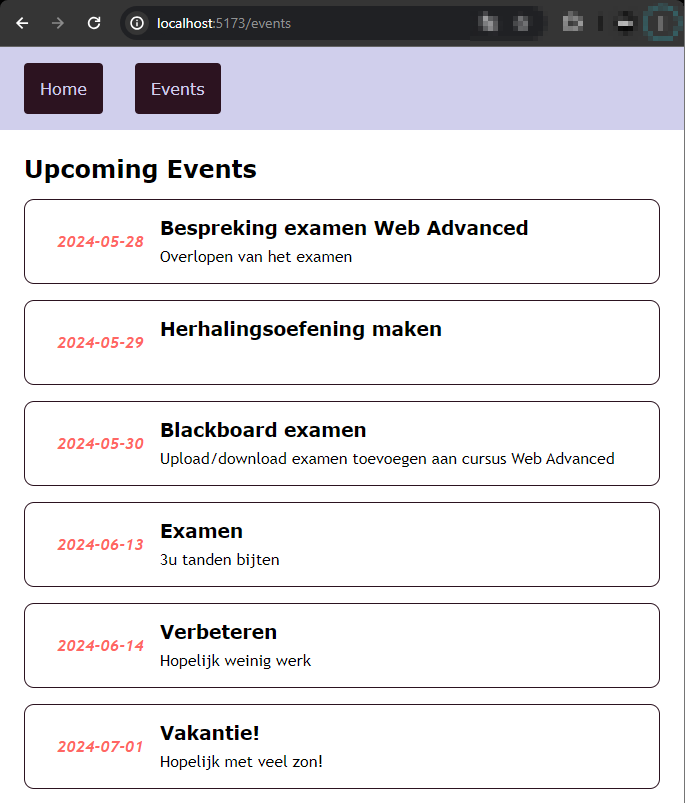 localhost:5173/events
Home Events
Upcoming Events
Bespreking examen Web Advanced
2024-05-28
Overlopen van het examen
Herhalingsoefening maken
2024-05-29
Blackboard examen
2024-05-30
Upload/download examen toevoegen aan cursus Web Advanced
Examen
2024-06-13
3u tanden bijten
Verbeteren
2024-06-14
Hopelijk weinig werk
Vakantie!
2024-07-01
Hopelijk met veel zon!